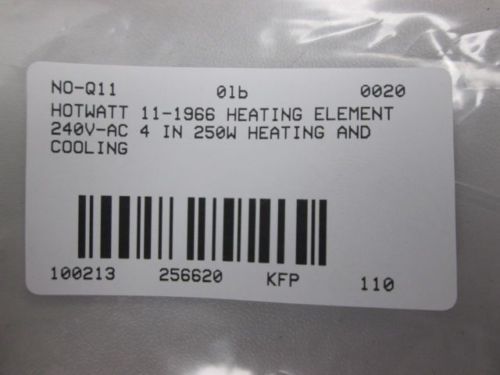 NO-Q11 0lb 0020
HOTWATT 11-1966 HEATING ELEMENT
240V-AC 4 IN 250W HEATING AND
COOLING
100213 256620 KFP 110